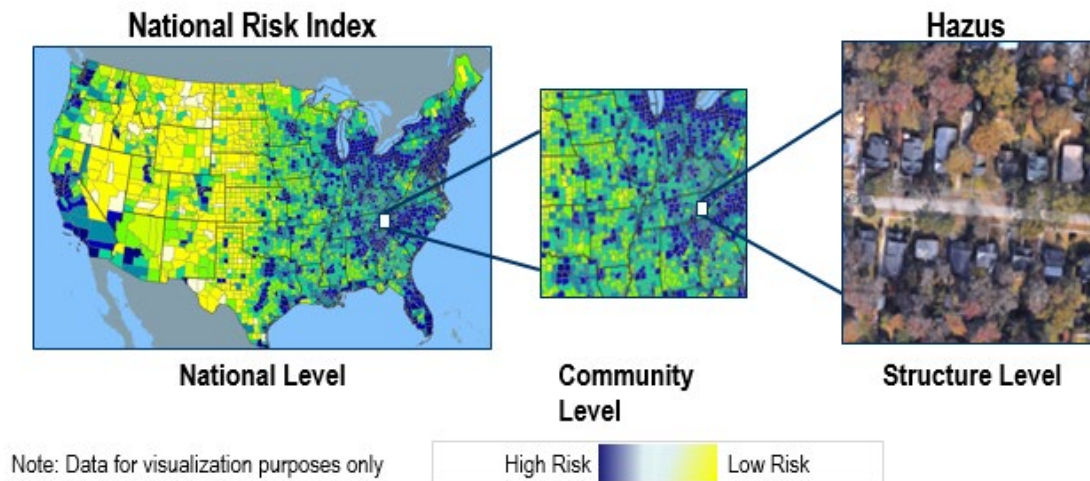 National Risk Index
Hazus
National Level
Community
Level
Structure Level
Note: Data for visualization purposes only
High Risk
Low Risk